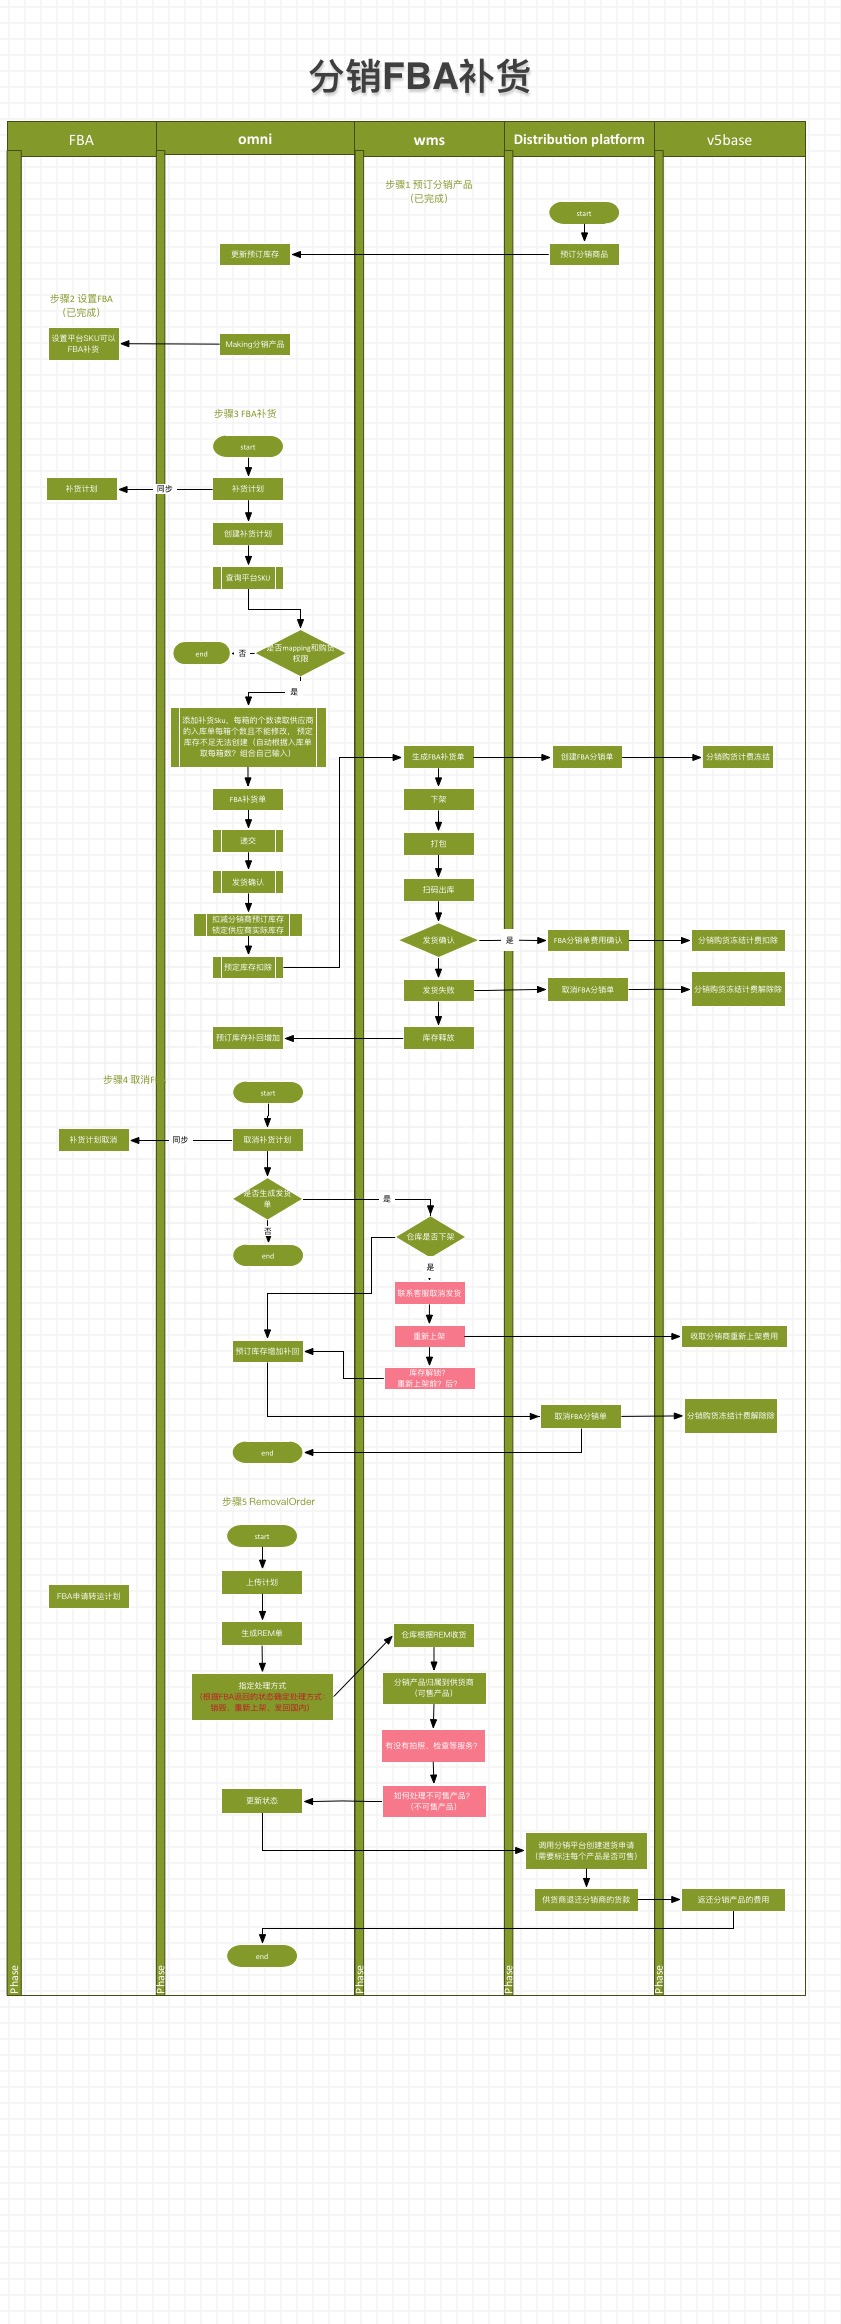 分销FBA补货
FBA
omni
wms
Distribution platform
v5base
步骤1 预订分销产品
（已完成）
start
更新预订库存
预订分销商品
步骤2 设置FBA
（已完成）
设置平台SKU可以
FBA补货
Making分销产品
步骤3 FBA补货
start
补货计划
同步
补货计划
创建补货计划
查询平台SKU
end
否
是否mapping和购货
权限
是
添加补货Sku，每箱的个数读取供应商
的入库单每箱个数且不能修改， 预定
库存不足无法创建（自动根据入库单
取每箱数？组合自己输入）
生成FBA补货单
创建FBA分销单
分销购货计费冻结
FBA补货单
下架
递交
打包
发货确认
扫码出库
扣减分销商预订库存
锁定供应商实际库存
发货确认
是
FBA分销单费用确认
分销购货冻结计费扣除
预定库存扣除
发货失败
取消FBA分销单
分销购货冻结计费解除除
预订库存补回增加
库存释放
步骤4 取消F
start
补货计划取消
同步
取消补货计划
是否生成发货
单
是
否
仓库是否下架
end
是
联系客服取消发货
重新上架
收取分销商重新上架费用
预订库存增加补回
库存解锁？
重新上架前？后？
取消FBA分销单
分销购货冻结计费解除除
end
步骤5 RemovalOrder
start
上传计划
FBA申请转运计划
生成REM单
仓库根据REM收货
指定处理方式
（根据FBA返回的状态确定处理方式：
销毁、重新上架、发回国内）
分销产品归属到供货商
（可售产品）
有没有拍照、检查等服务？
更新状态
如何处理不可售产品？
（不可售产品）
调用分销平台创建退货申请
（需要标注每个产品是否可售）
供货商退还分销商的货款
返还分销产品的费用
end
Phase
Phase
Phase
Phase
Phase